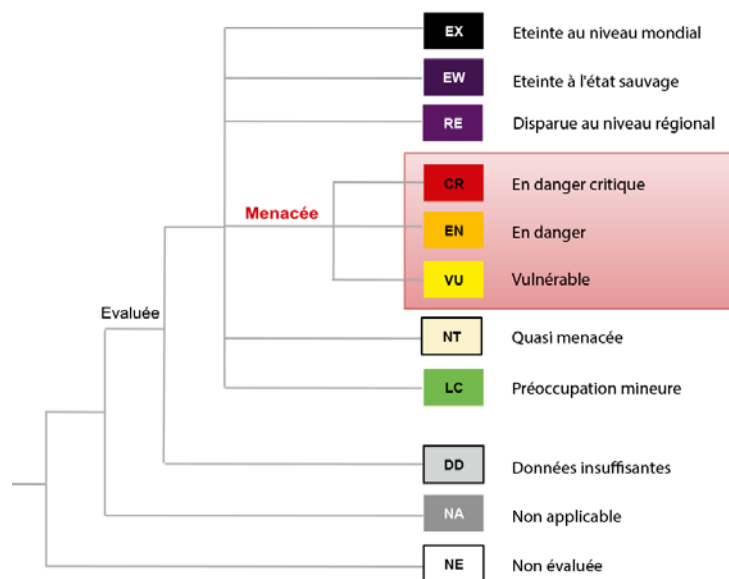 EX Eteinte au niveau mondial
EW Eteinte à l'état sauvage
RE Disparue au niveau régional
CR En danger critique
Menacée
EN En danger
VU Vulnérable
Evaluée
NT Quasi menacée
LC Préoccupation mineure
DD Données insuffisantes
NA Non applicable
NE Non évaluée